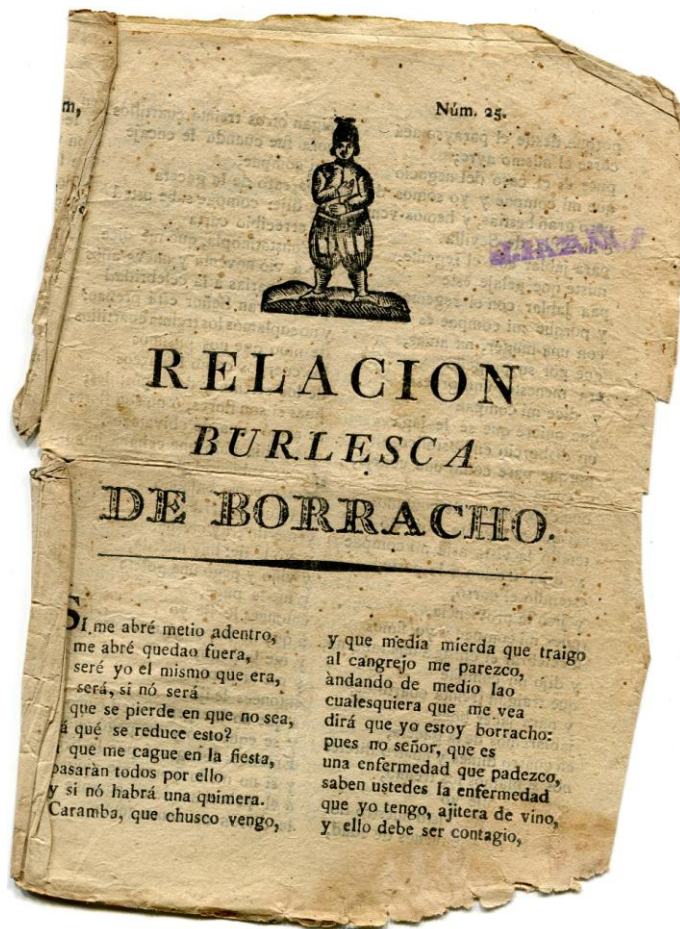 m,
Núm. 25.
RELACION
BURLESCA
DE BORRACHO.
SI me abré metio adentro,
me abré quedao fuera,
seré yo el mismo que era,
será, si nó será
que se pierde en que no sea,
á qué se reduce esto?
que me cague en la fiesta,
pasaràn todos por ello
y si nó habrá una quimera.
Caramba, que chusco vengo,
y que media mierda que traigo
al cangrejo me parezco,
àndando de medio lao
cualesquiera que me vea
dirá que yo estoy borracho:
pues no señor, que es
una enfermedad que padezco,
saben ustedes la enfermedad
que yo tengo, ajitera de vino,
y ello debe ser contagio,